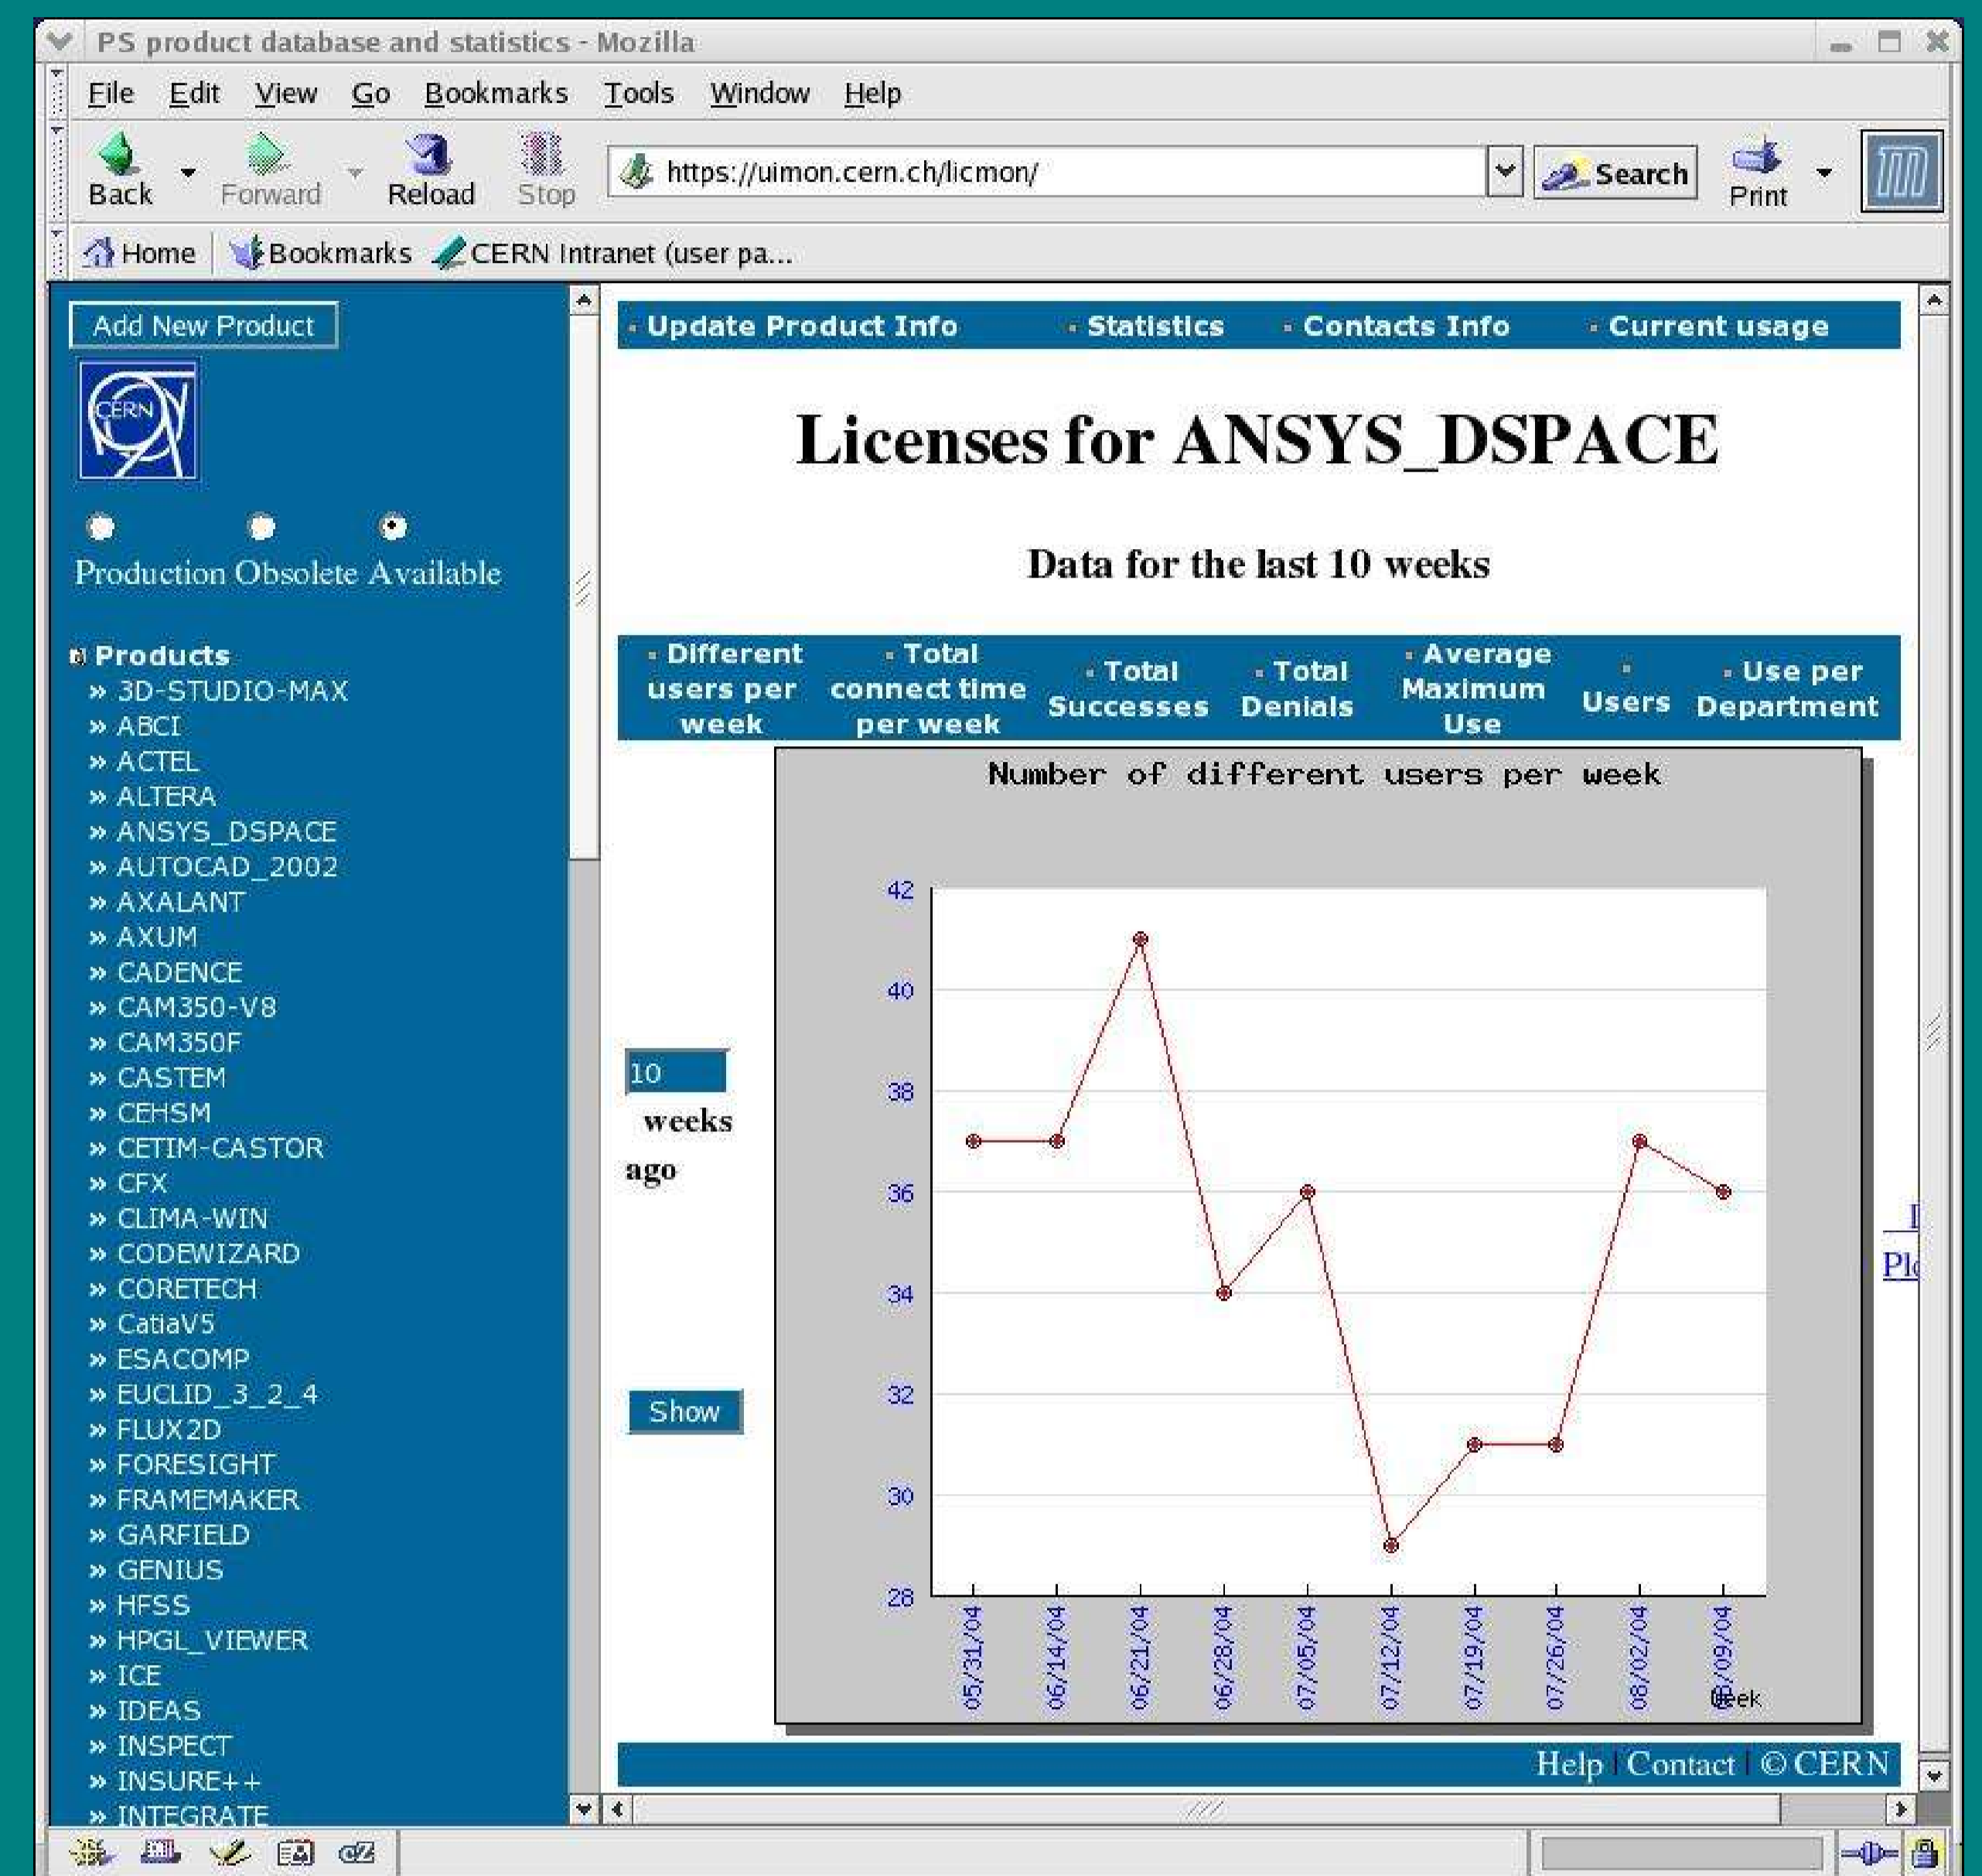 PS product database and statistics - Mozilla
File Edit View Go Bookmarks Tools Window Help
Back Forward Reload Stop https://uimon.cern.ch/licmon/ Search Print
Home Bookmarks CERN Intranet (user pa...
Add New Product
CERN
Production Obsolete Available
Products
» 3D-STUDIO-MAX
» ABCI
» ACTEL
» ALTERA
» ANSYS_DSPACE
» AUTOCAD_2002
» AXALANT
» AXUM
» CADENCE
» CAM350-V8
» CAM350F
» CASTEM
» CEHSM
» CETIM-CASTOR
» CFX
» CLIMA-WIN
» CODEWIZARD
» CORETECH
» CatiaV5
» ESACOMP
» EUCLID_3_2_4
» FLUX2D
» FORESIGHT
» FRAMEMAKER
» GARFIELD
» GENIUS
» HFSS
» HPGL_VIEWER
» ICE
» IDEAS
» INSPECT
» INSURE++
» INTEGRATE
Update Product Info Statistics Contacts Info Current usage
Licenses for ANSYS_DSPACE
Data for the last 10 weeks
Different users per week
Total connect time per week
Total Successes
Total Denials
Average Maximum Use
Users
Use per Department
10
weeks
ago
Show
Number of different users per week
42
40
38
36
34
32
30
28
05/31/04
06/14/04
06/21/04
06/28/04
07/05/04
07/12/04
07/19/04
07/26/04
08/02/04
08/09/04
Week
Help | Contact | © CERN